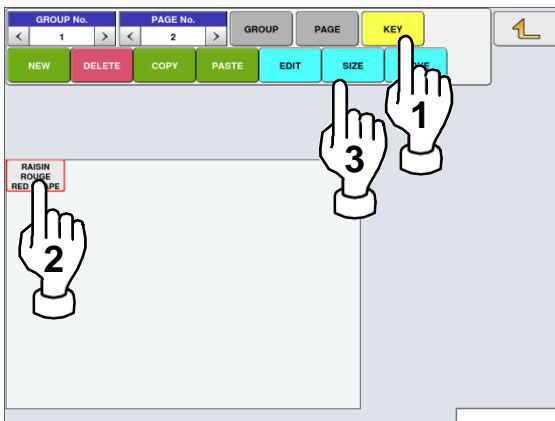 GROUP No.
PAGE No.
< 1 >
< 2 >
GROUP
PAGE
KEY
NEW
DELETE
COPY
PASTE
EDIT
SIZE
1
3
RAISIN
ROUGE
RED
2